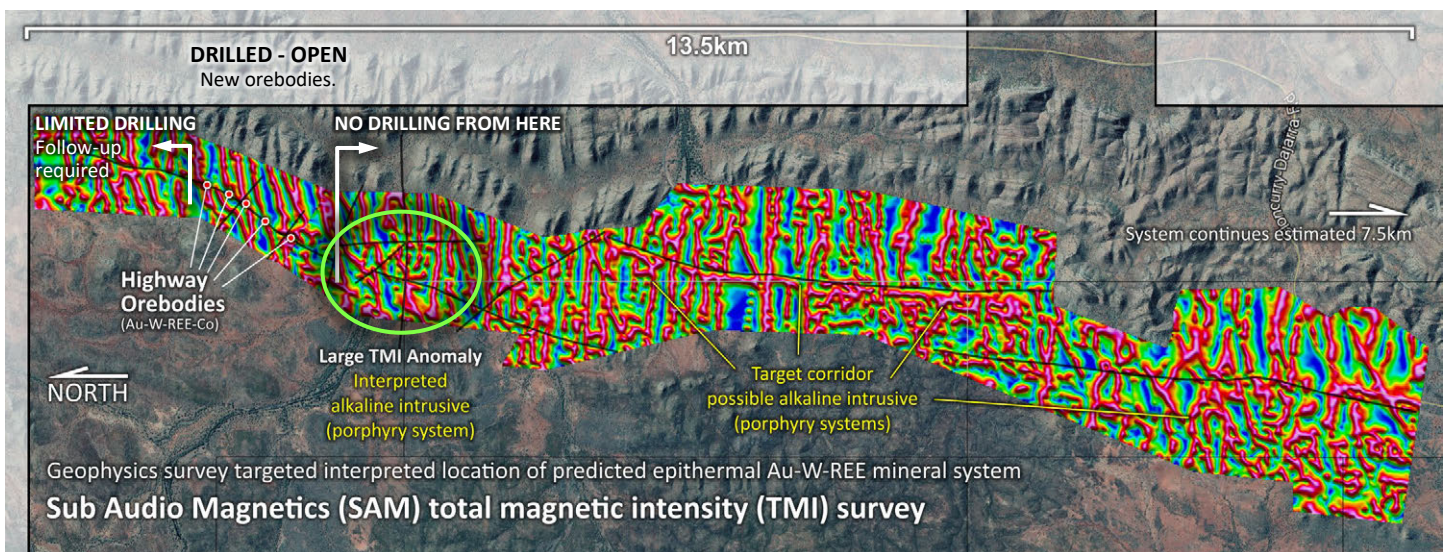 13.5km
DRILLED - OPEN
New orebodies.
LIMITED DRILLING
Follow-up
required
NO DRILLING FROM HERE
System continues estimated 7.5km
Highway
Orebodies
(Au-W-REE-Co)
Large TMI Anomaly
Interpreted
alkaline intrusive
(porphyry system)
Target corridor
possible alkaline intrusive
(porphyry systems)
NORTH
Geophysics survey targeted interpreted location of predicted epithermal Au-W-REE mineral system
Sub Audio Magnetics (SAM) total magnetic intensity (TMI) survey